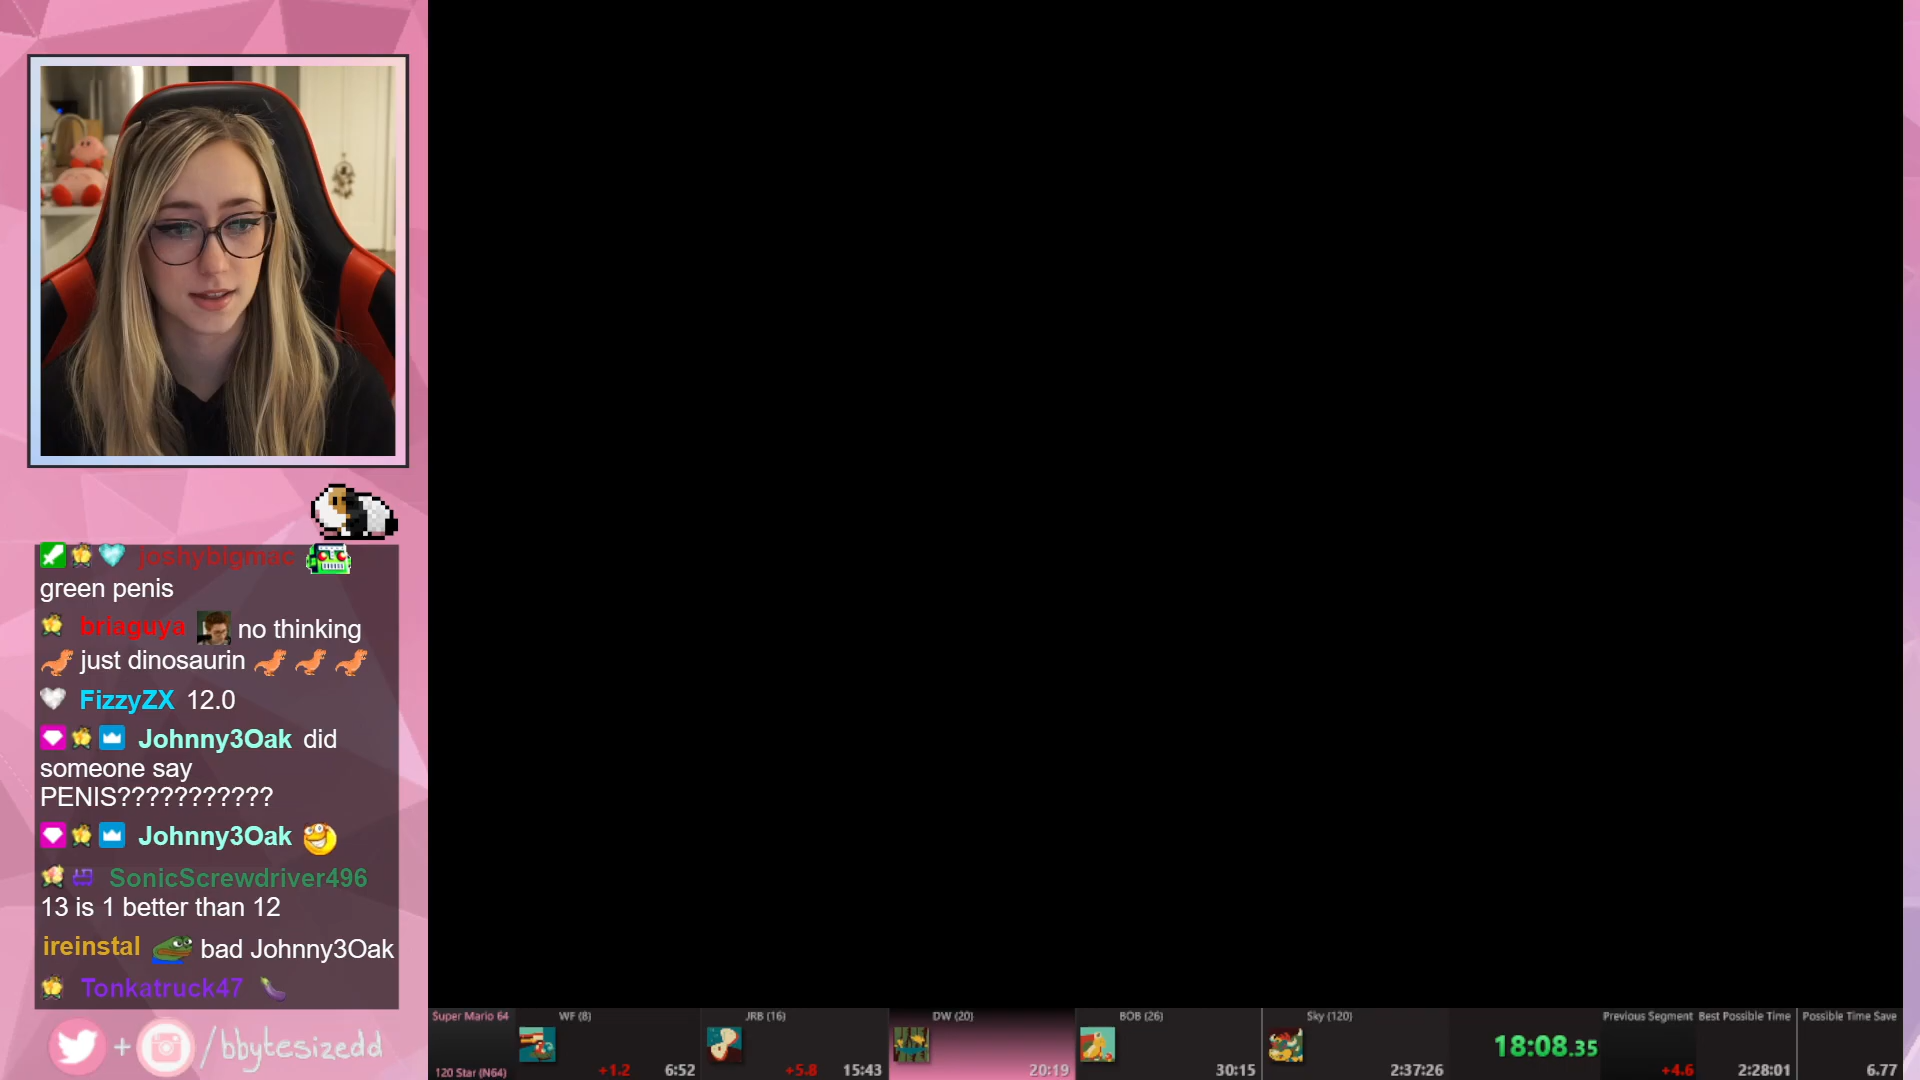 joshybigmac
green penis
briaguya no thinking
just dinosaurin
FizzyZX 12.0
Johnny3Oak did
someone say
PENIS???????????
Johnny3Oak
SonicScrewdriver496
13 is 1 better than 12
ireinstal bad Johnny3Oak
Tonkatruck47
+ /bbytesizedd
Super Mario 64
120 Star (N64)
WF (8)
+1.2 6:52
JRB (16)
+5.8 15:43
DW (20)
20:19
BOB (26)
30:15
Sky (120)
2:37:26
18:08.35
Previous Segment
+4.6
Best Possible Time
2:28:01
Possible Time Save
6.77